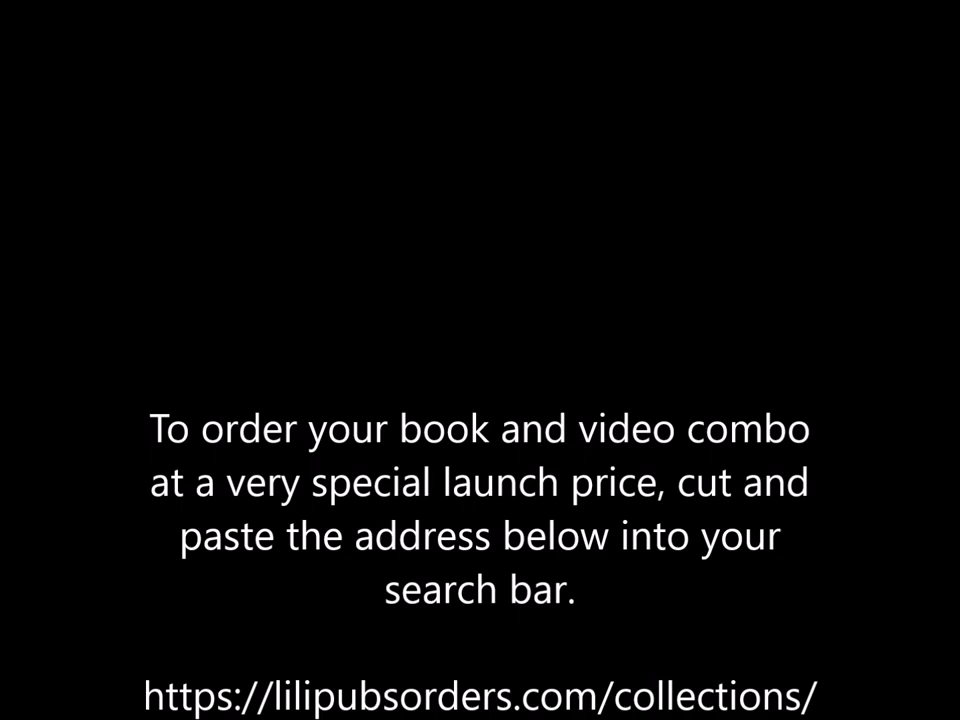 To order your book and video combo
at a very special launch price, cut and
paste the address below into your
search bar.
https://lilipubsorders.com/collections/